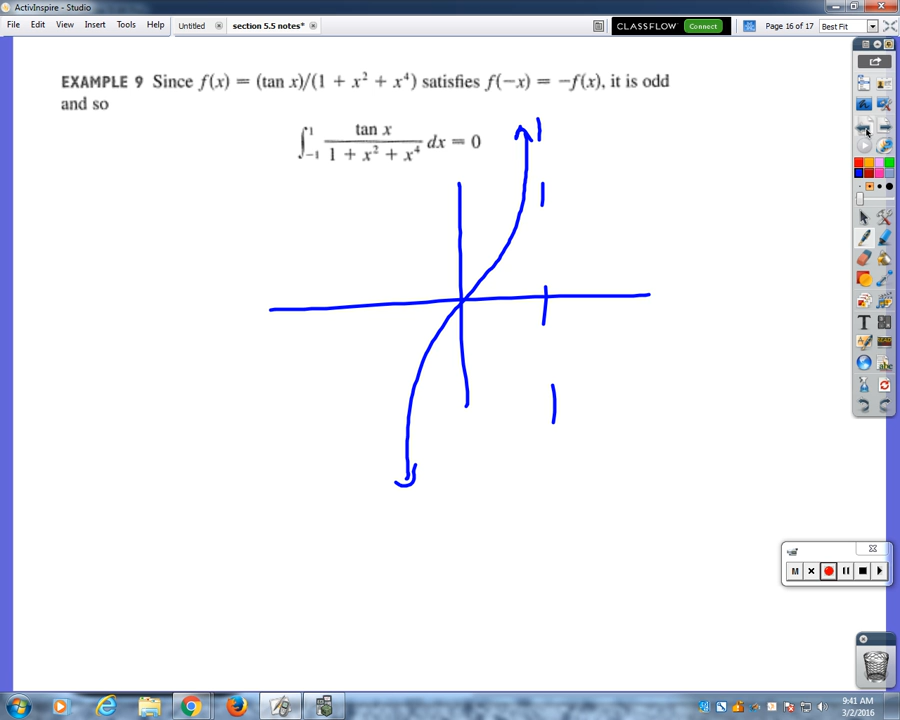 ActivInspire - Studio
File Edit View Insert Tools Help Untitled section 5.5 notes* CLASSFLOW Connect Page 16 of 17 Best Fit
EXAMPLE 9 Since f(x) = (tan x)/(1 + x² + x⁴) satisfies f(−x) = −f(x), it is odd
and so
∫₋₁¹ tan x / 1 + x² + x⁴ dx = 0
T
abc
M
9:41 AM
3/2/2016